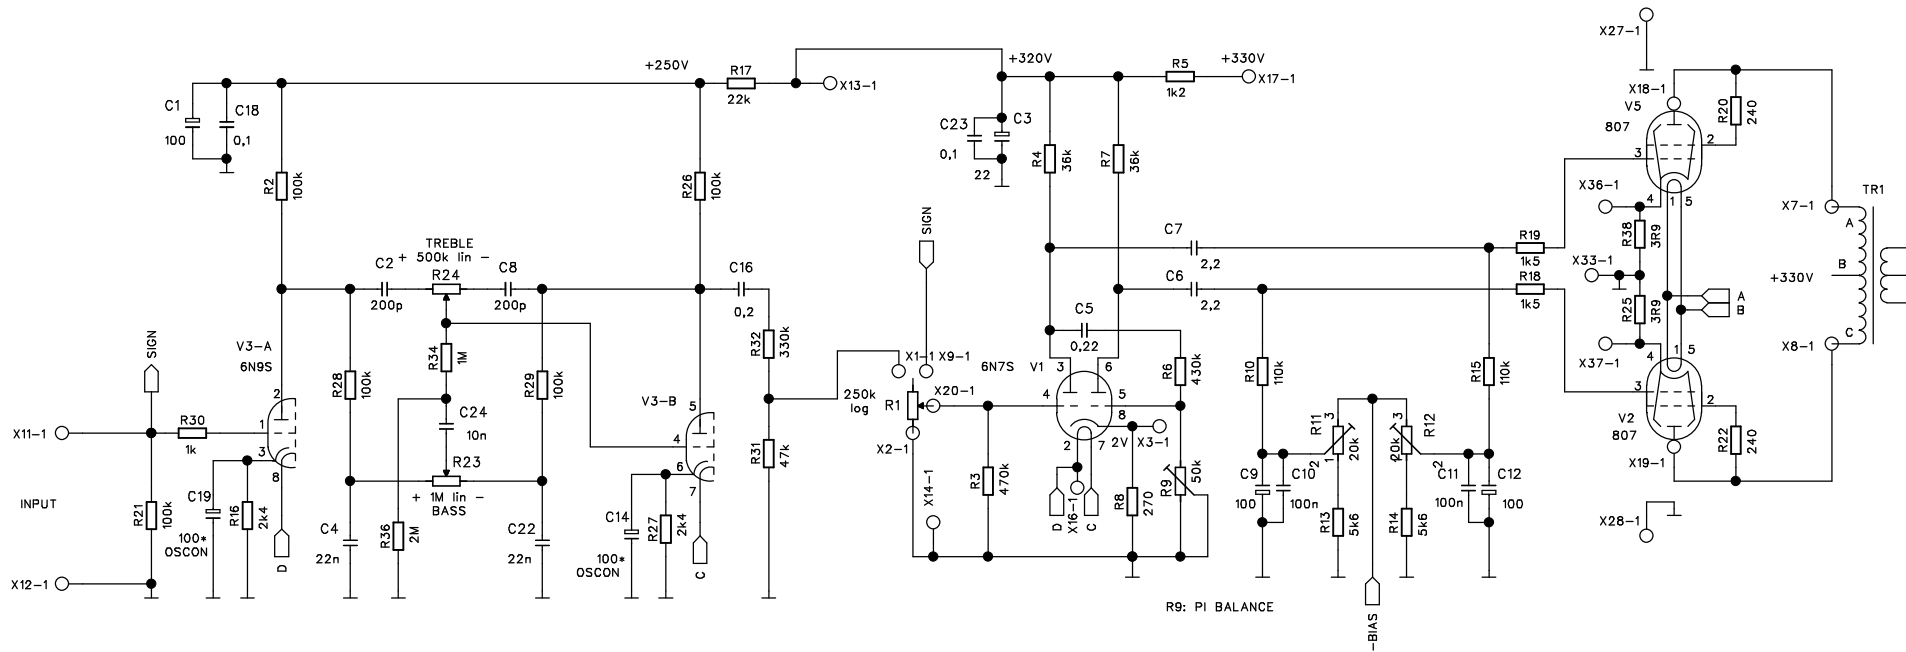 X27-1
+250V
R17
22k
X13-1
+320V
R5
1k2
+330V
X17-1
C1
100
C18
0,1
C23
0,1
C3
22
R4
36k
R7
36k
X18-1
V5
807
R20
240
2
3
R2
100k
R26
100k
SIGN
X36-1
4
1
5
X7-1
TR1
A
B
C
TREBLE
+ 500k lin -
C2
200p
R24
C8
200p
C16
0,2
C7
2,2
C6
2,2
R19
1k5
R18
1k5
R38
3R9
X33-1
R25
3R9
+330V
A
B
X37-1
4
1
5
X8-1
SIGN
V3-A
6N9S
2
1
3
8
R34
1M
R28
100k
R29
100k
C24
10n
R23
+ 1M lin -
BASS
V3-B
5
4
6
7
R32
330k
R31
47k
X1-1
X9-1
250k
log
R1
X20-1
X2-1
X14-1
6N7S
V1
C5
0,22
3
6
4
5
8
2
7
2V
X3-1
R6
430k
R9
50k
R10
110k
R15
110k
R11
20k
1
2
3
R12
20k
1
2
3
3
2
V2
807
X19-1
R22
240
X11-1
R30
1k
INPUT
R21
100k
C19
100*
OSCON
R16
2k4
D
C4
22n
R36
2M
C22
22n
C14
100*
OSCON
R27
2k4
C
R3
470k
D
X16-1
C
R8
270
C9
100
C10
100n
R13
5k6
R14
5k6
C11
100n
C12
100
X28-1
X12-1
R9: PI BALANCE
-BIAS